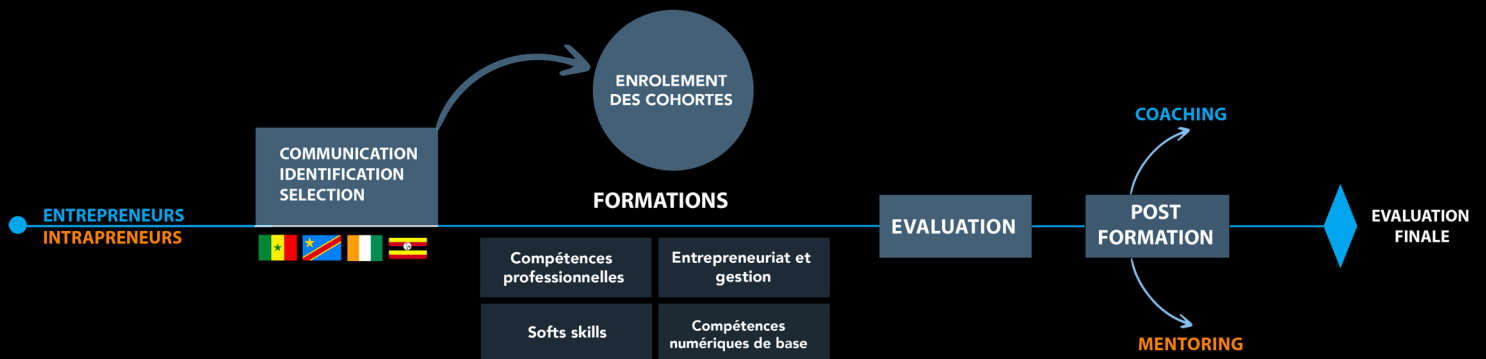 ENTREPRENEURS
INTRAPRENEURS
COMMUNICATION
IDENTIFICATION
SELECTION
ENROLEMENT
DES COHORTES
FORMATIONS
Compétences
professionnelles
Entrepreneuriat et
gestion
Softs skills
Compétences
numériques de base
EVALUATION
POST
FORMATION
COACHING
MENTORING
EVALUATION
FINALE